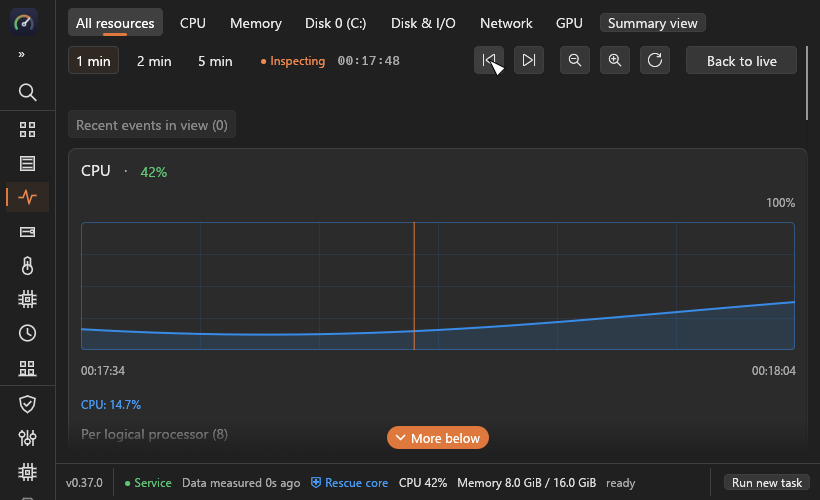 All resources CPU Memory Disk 0 (C:) Disk & I/O Network GPU Summary view
»
1 min 2 min 5 min Inspecting 00:17:48 Back to live
Recent events in view (0)
CPU · 42%
100%
00:17:34 00:18:04
CPU: 14.7%
Per logical processor (8)
More below
v0.37.0 Service Data measured 0s ago Rescue core CPU 42% Memory 8.0 GiB / 16.0 GiB ready Run new task